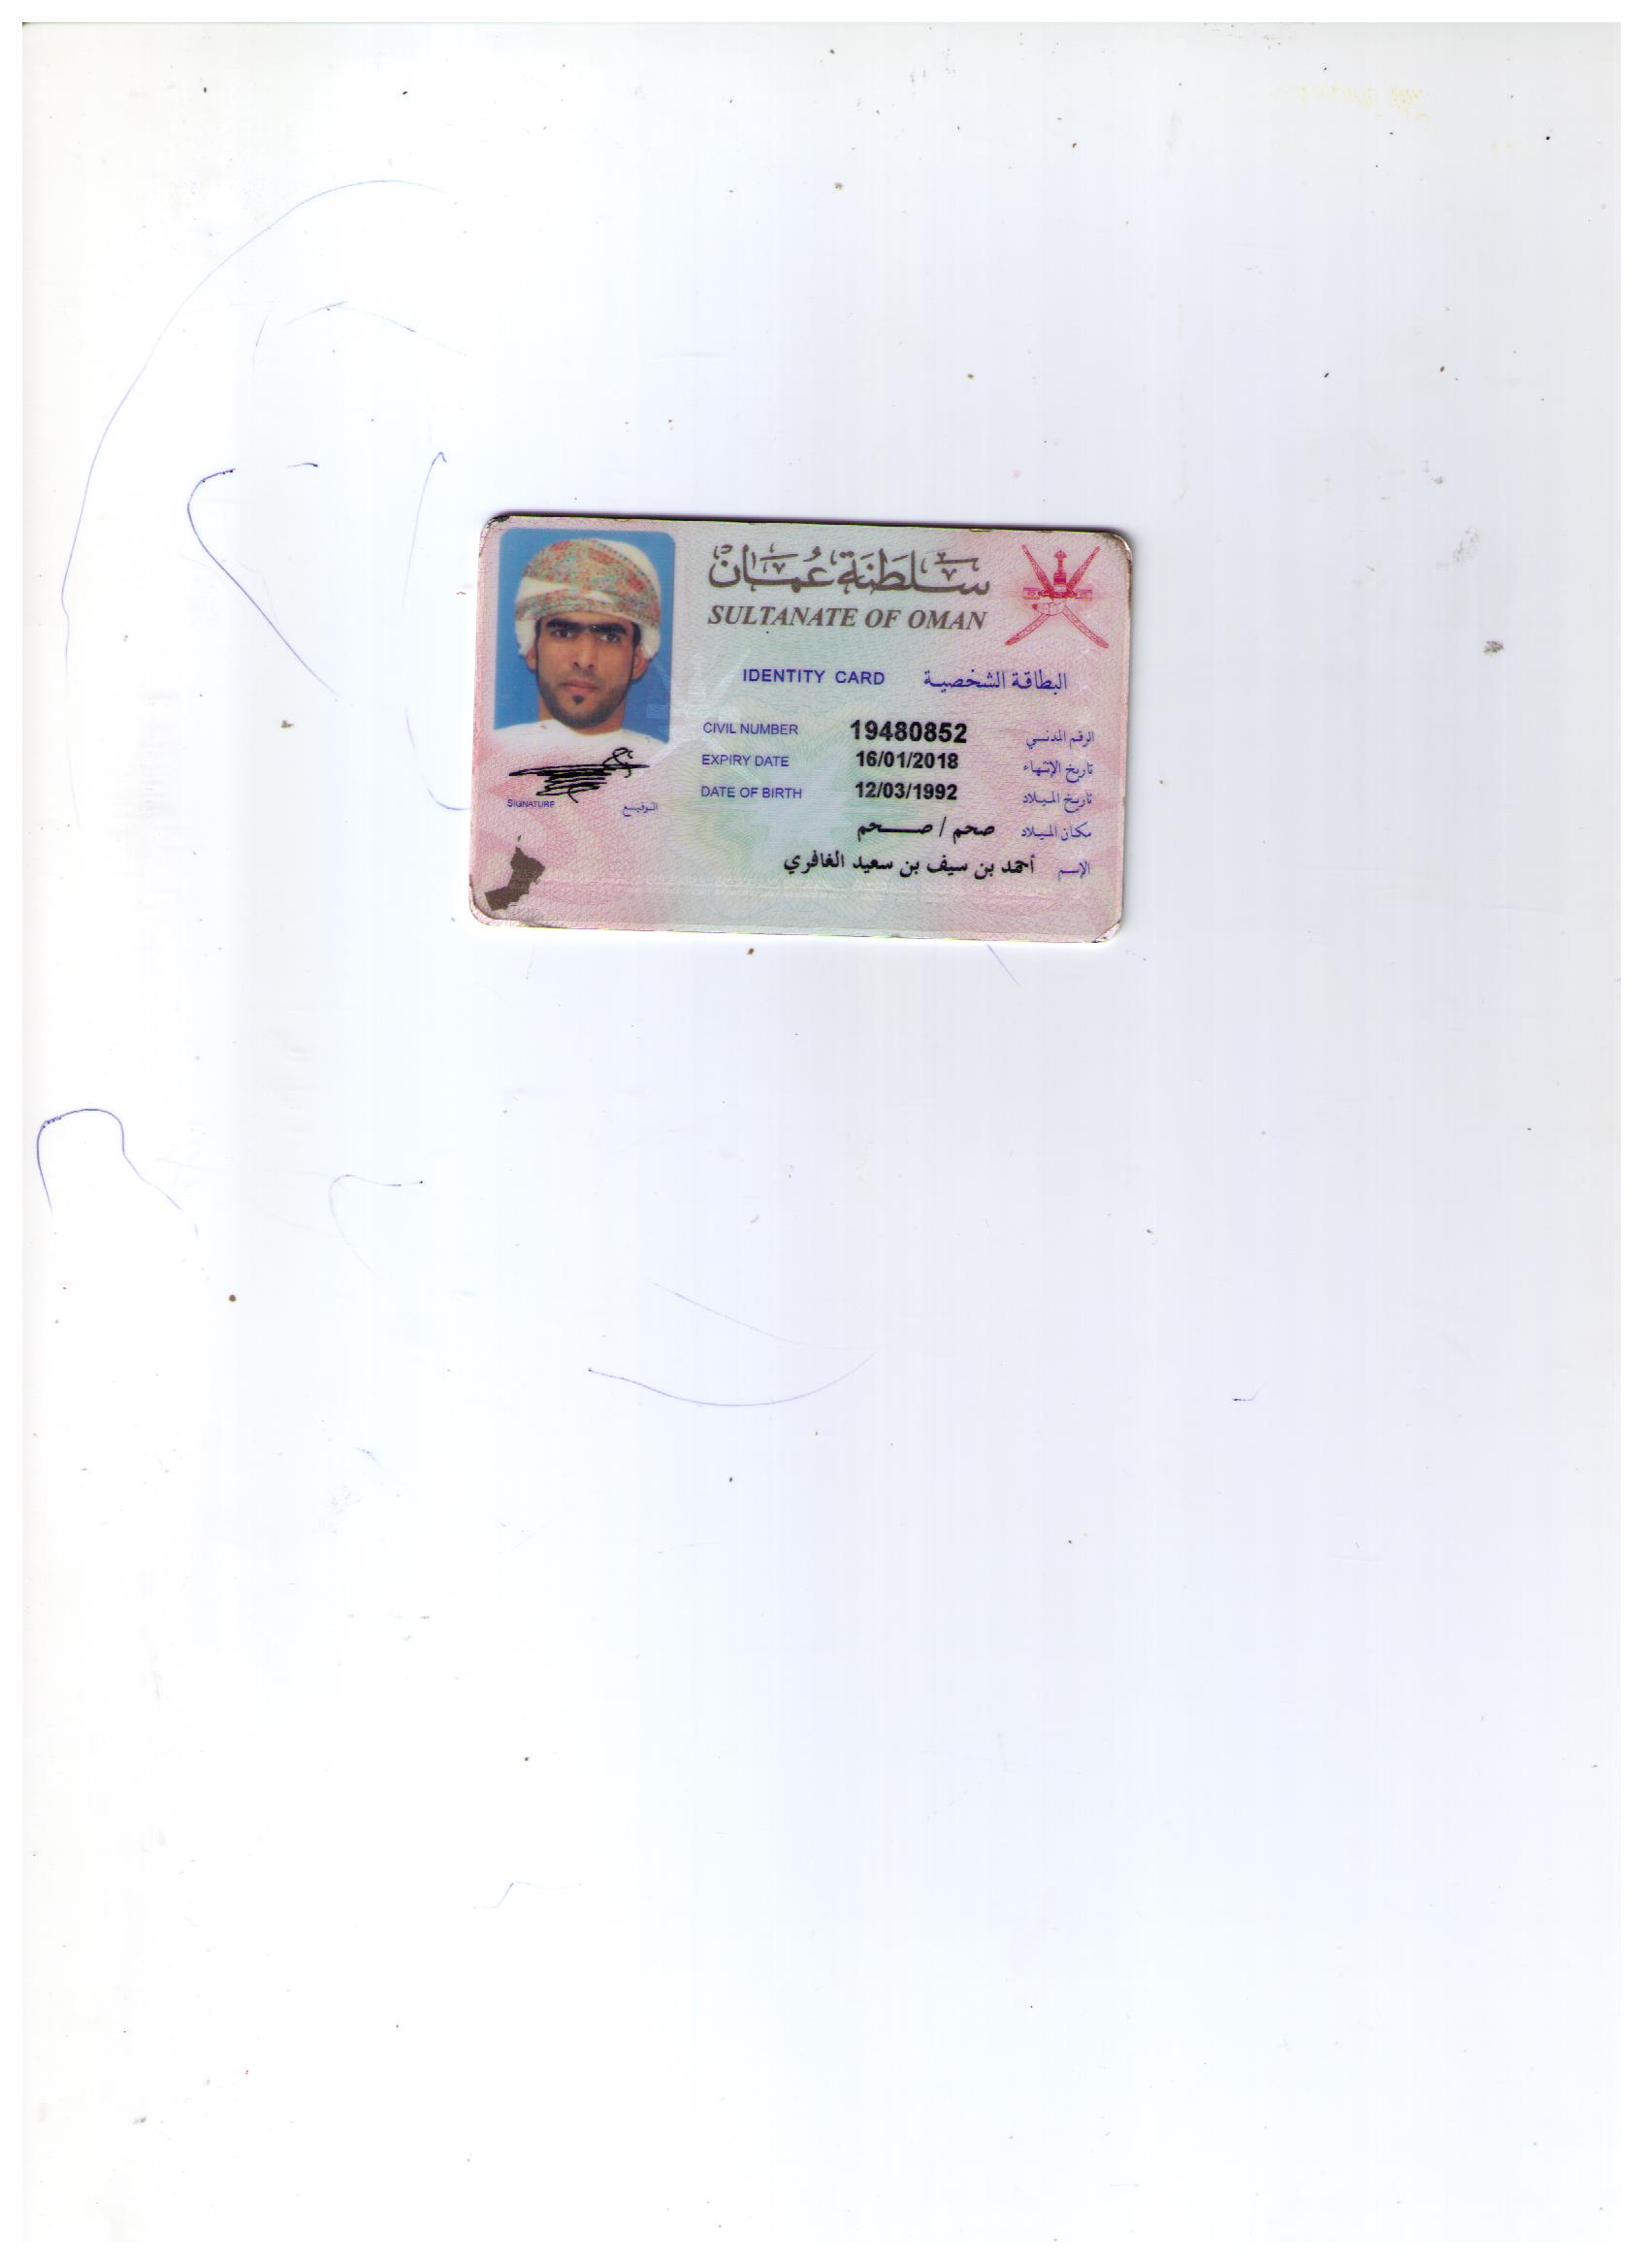 سلطنة عُمان
SULTANATE OF OMAN
IDENTITY CARD البطاقة الشخصية
CIVIL NUMBER 19480852 الرقم المدني
EXPIRY DATE 16/01/2018 تاريخ الإنتهاء
DATE OF BIRTH 12/03/1992 تاريخ الميلاد
مكان الميلاد صحم / صحم
الإسم أحمد بن سيف بن سعيد الغافري
SIGNATURE التوقيع